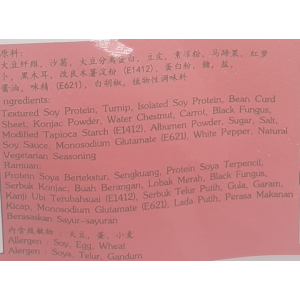 原料:
大豆纤维、沙葛、大豆分离蛋白、豆支、黄浮粉、马蹄菜、红萝
卜、黑木耳、改良木薯淀粉 (E1412)、蛋白粉、糖、盐、
酱油、味精 (E621)、白胡椒、植物性调味料
ngredients:
Textured Soy Protein, Turnip, Isolated Soy Protein, Bean Curd
Sheet, Konjac Powder, Water Chestnut, Carrot, Black Fungus,
Modified Tapioca Starch (E1412), Albumen Powder, Sugar, Salt,
Soy Sauce, Monosodium Glutamate (E621), White Pepper, Natural
Vegetarian Seasoning
Ramuan:
Protein Soya Bertekstur, Sengkuang, Protein Soya Terpencil,
Serbuk Konjac, Buah Berangan, Lobak Merah, Black Fungus,
Kanji Ubi Terubahsuai (E1412), Serbuk Telur Putih, Gula, Garam,
Kicap, Monosodium Glutamate (E621), Lada Putih, Perasa Makanan
Berasaskan Sayur-sayuran
内含致敏物: 大豆, 蛋, 小麦
Allergen : Soy, Egg, Wheat
Alergen : Soya, Telur, Gandum